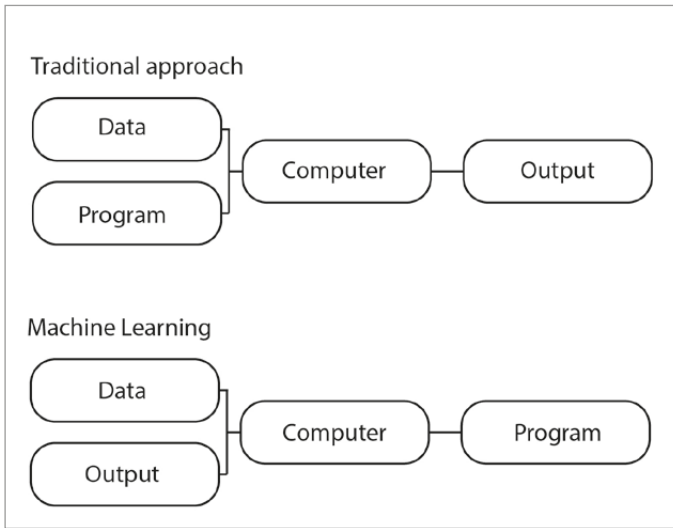 Traditional approach
Data
Program
Computer
Output
Machine Learning
Data
Output
Computer
Program